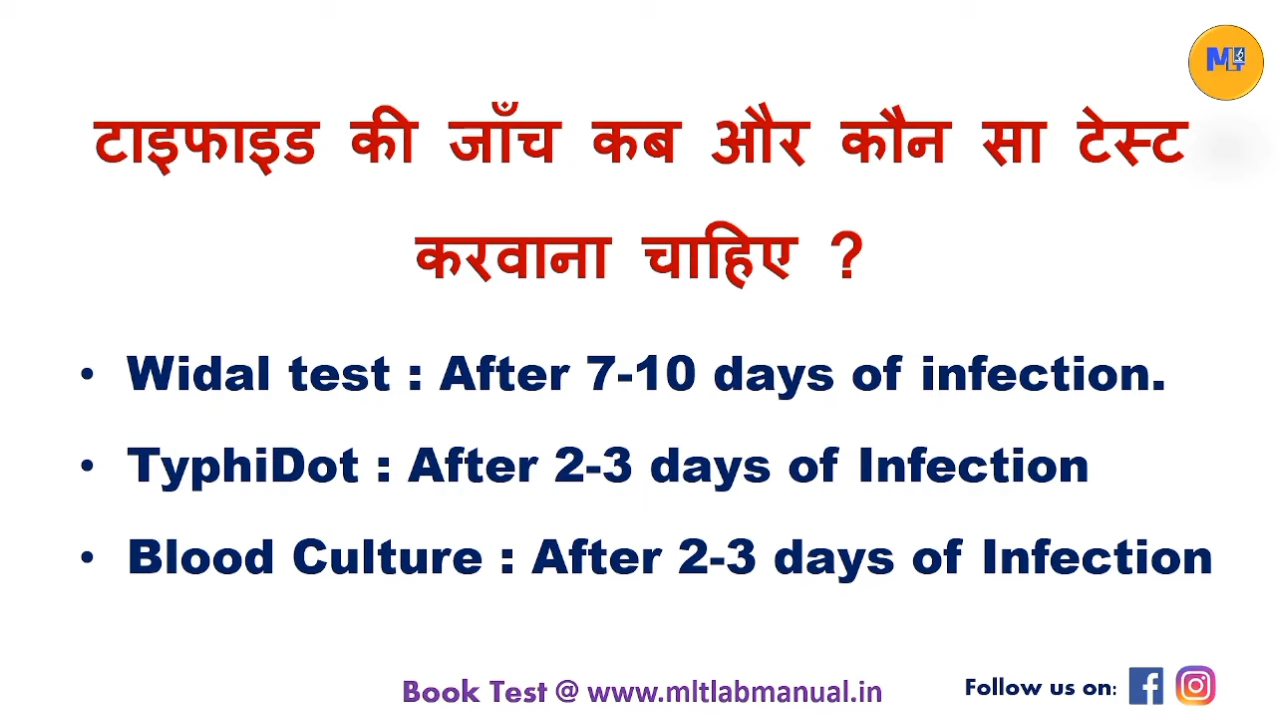 MLT
टाइफाइड की जाँच कब और कौन सा टेस्ट
करवाना चाहिए ?
• Widal test : After 7-10 days of infection.
• TyphiDot : After 2-3 days of Infection
• Blood Culture : After 2-3 days of Infection
Book Test @ www.mltlabmanual.in
Follow us on: